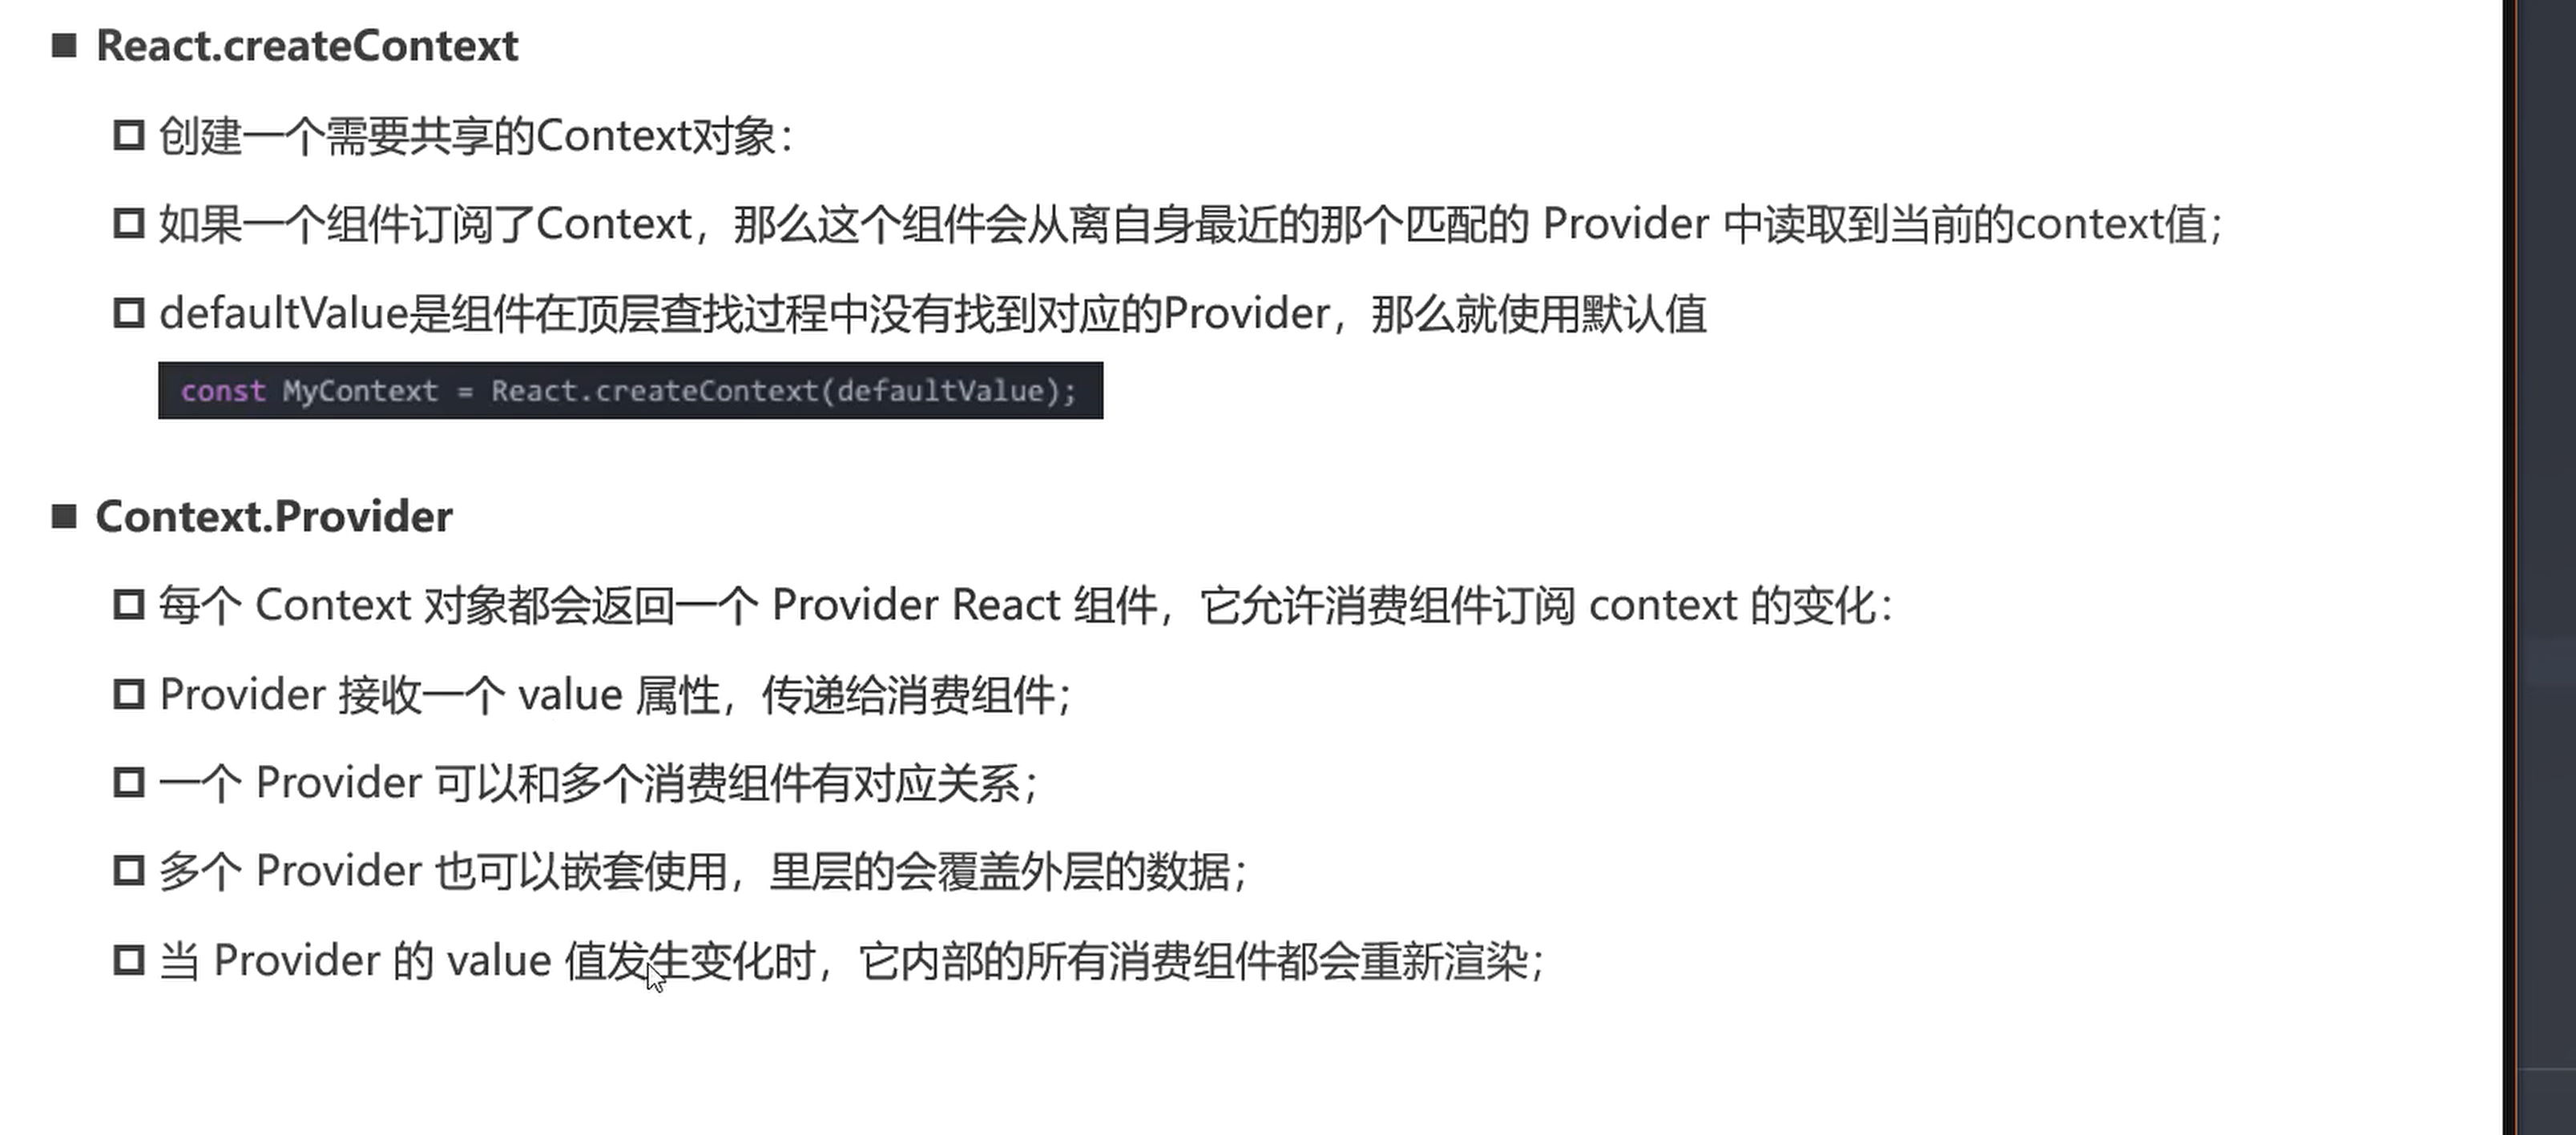 React.createContext
创建一个需要共享的Context对象：
如果一个组件订阅了Context，那么这个组件会从离自身最近的那个匹配的 Provider 中读取到当前的context值；
defaultValue是组件在顶层查找过程中没有找到对应的Provider，那么就使用默认值
const MyContext = React.createContext(defaultValue);
Context.Provider
每个 Context 对象都会返回一个 Provider React 组件，它允许消费组件订阅 context 的变化：
Provider 接收一个 value 属性，传递给消费组件；
一个 Provider 可以和多个消费组件有对应关系；
多个 Provider 也可以嵌套使用，里层的会覆盖外层的数据；
当 Provider 的 value 值发生变化时，它内部的所有消费组件都会重新渲染；